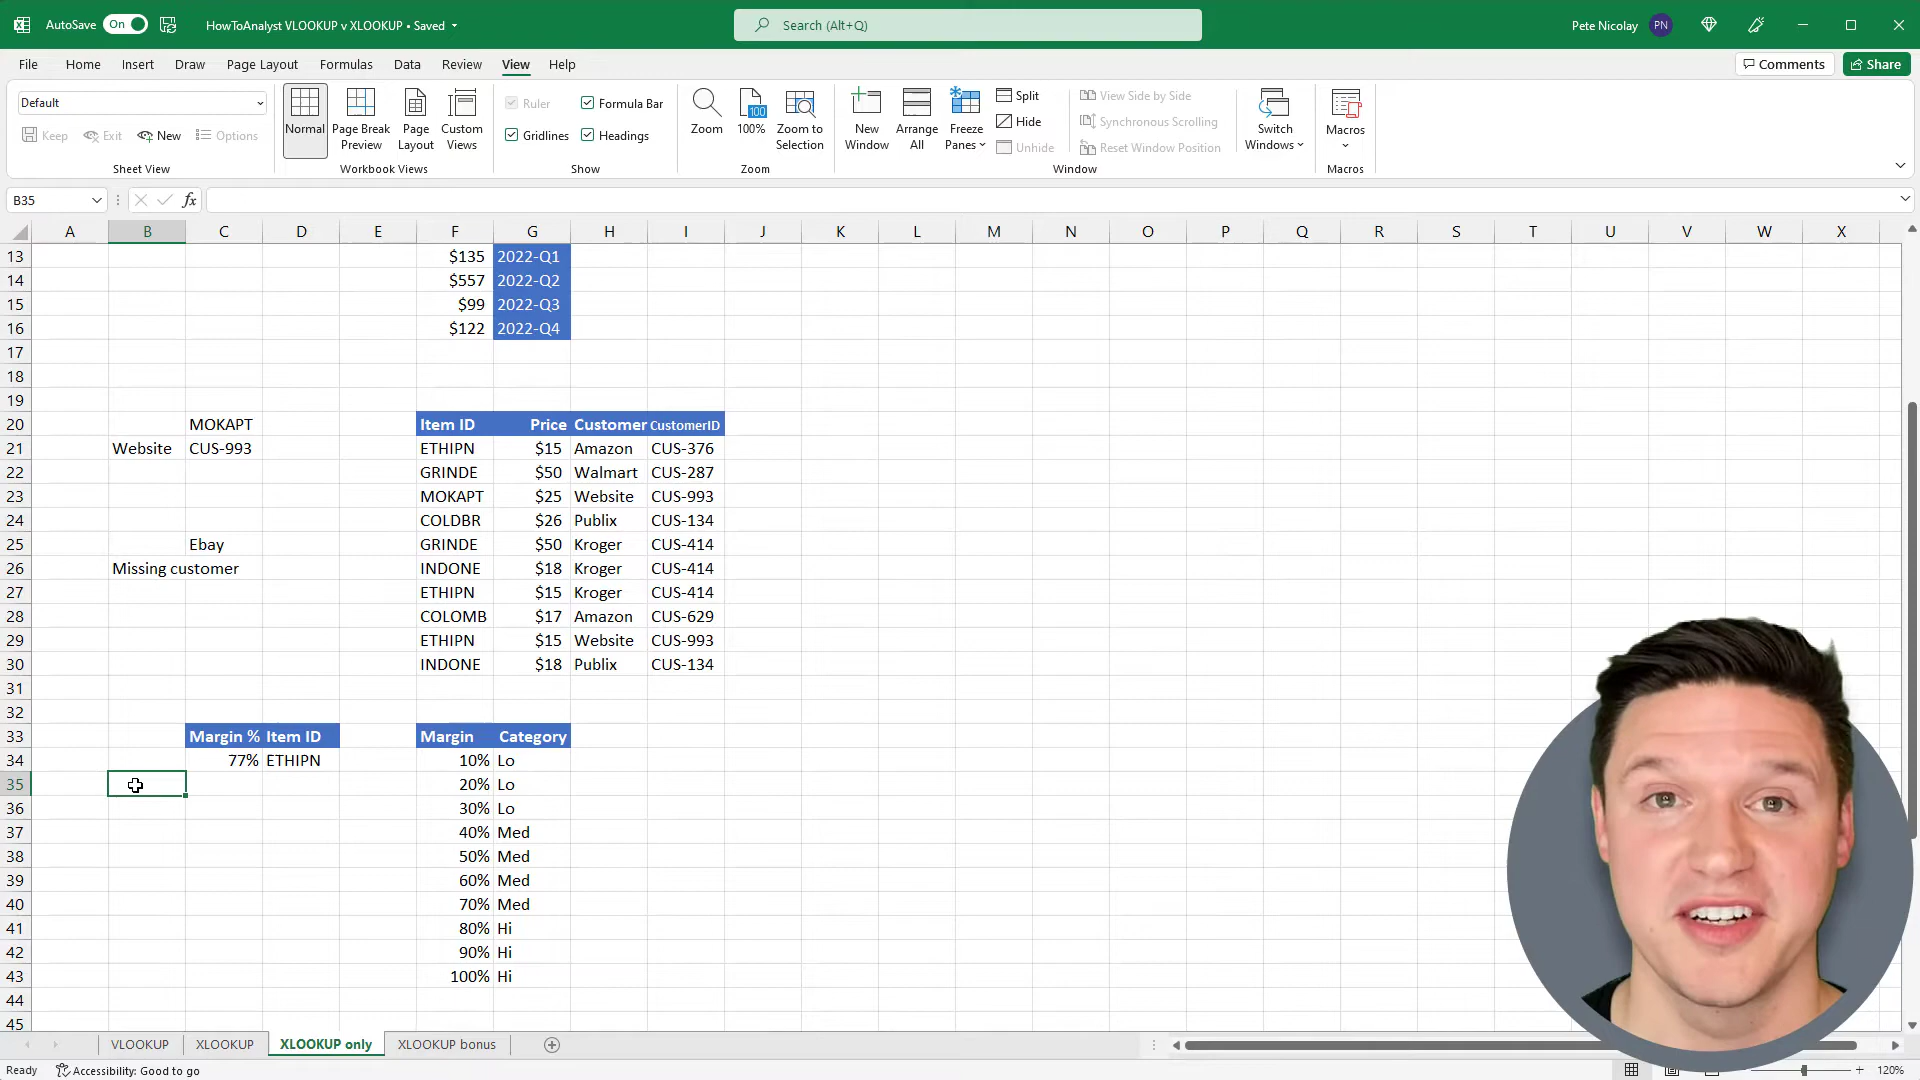 AutoSave On HowToAnalyst VLOOKUP v XLOOKUP • Saved Search (Alt+Q) Pete Nicolay PN
File Home Insert Draw Page Layout Formulas Data Review View Help Comments Share
Default
Keep Exit New Options
Sheet View
Normal Page Break Preview Page Layout Custom Views
Workbook Views
Ruler Formula Bar
Gridlines Headings
Show
Zoom 100 100% Zoom to Selection
Zoom
New Window Arrange All Freeze Panes
Split
Hide
Unhide
View Side by Side
Synchronous Scrolling
Reset Window Position
Switch Windows
Window
Macros
Macros
B35 fx
A B C D E F G H I J K L M N O P Q R S T U V W X
13 $135 2022-Q1
14 $557 2022-Q2
15 $99 2022-Q3
16 $122 2022-Q4
17
18
19
20 MOKAPT Item ID Price Customer CustomerID
21 Website CUS-993 ETHIPN $15 Amazon CUS-376
22 GRINDE $50 Walmart CUS-287
23 MOKAPT $25 Website CUS-993
24 COLDBR $26 Publix CUS-134
25 Ebay GRINDE $50 Kroger CUS-414
26 Missing customer INDONE $18 Kroger CUS-414
27 ETHIPN $15 Kroger CUS-414
28 COLOMB $17 Amazon CUS-629
29 ETHIPN $15 Website CUS-993
30 INDONE $18 Publix CUS-134
31
32
33 Margin % Item ID Margin Category
34 77% ETHIPN 10% Lo
35 20% Lo
36 30% Lo
37 40% Med
38 50% Med
39 60% Med
40 70% Med
41 80% Hi
42 90% Hi
43 100% Hi
44
45
VLOOKUP XLOOKUP XLOOKUP only XLOOKUP bonus
Ready Accessibility: Good to go 120%